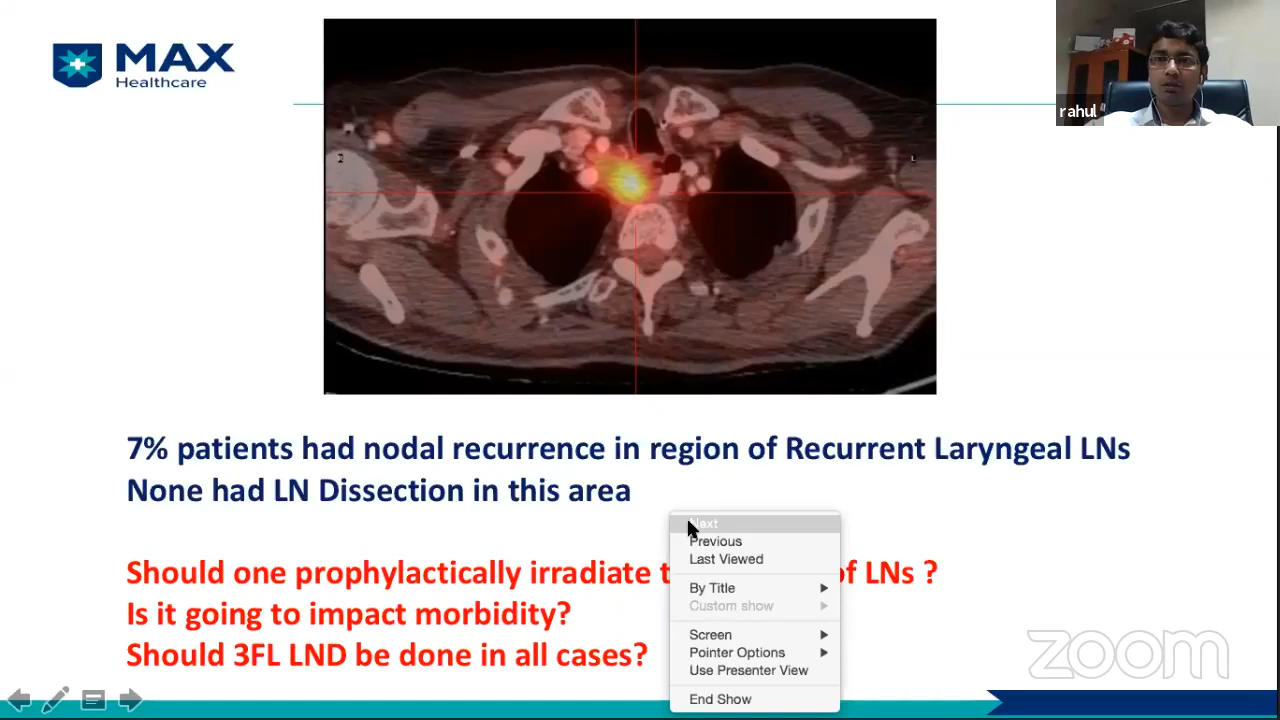 MAX
Healthcare
rahul
L
7% patients had nodal recurrence in region of Recurrent Laryngeal LNs
None had LN Dissection in this area
Should one prophylactically irradiate of LNs ?
Is it going to impact morbidity?
Should 3FL LND be done in all cases?
Next
Previous
Last Viewed
By Title
Custom show
Screen
Pointer Options
Use Presenter View
End Show
zoom